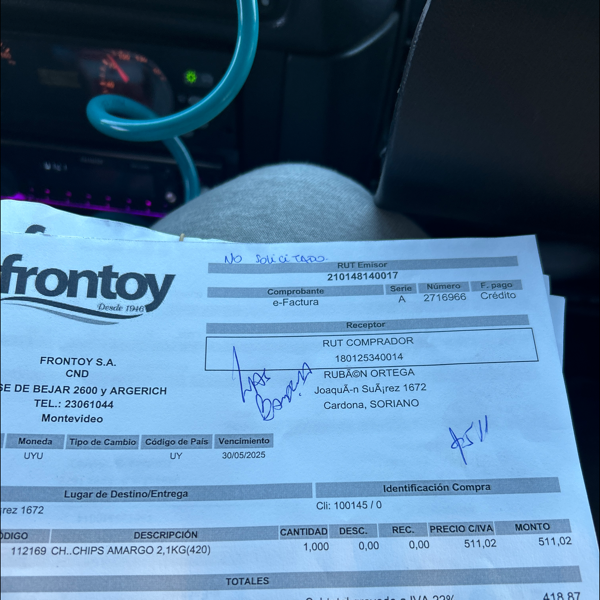 NO SOLICITADO.
frontoy
Desde 1946
RUT Emisor
210148140017
Comprobante Serie Número F. pago
e-Factura A 2716966 Crédito
Receptor
RUT COMPRADOR
180125340014
RUBÃ©N ORTEGA
JoaquÃ-n SuÃ¡rez 1672
Cardona, SORIANO
FRONTOY S.A.
CND
SE DE BEJAR 2600 y ARGERICH
TEL.: 23061044
Montevideo
$511
Moneda Tipo de Cambio Código de País Vencimiento
UYU UY 30/05/2025
Lugar de Destino/Entrega
rez 1672
Identificación Compra
Cli: 100145 / 0
ÓDIGO DESCRIPCIÓN CANTIDAD DESC. REC. PRECIO C/IVA MONTO
112169 CH..CHIPS AMARGO 2,1KG(420) 1,000 0,00 0,00 511,02 511,02
TOTALES
418,87